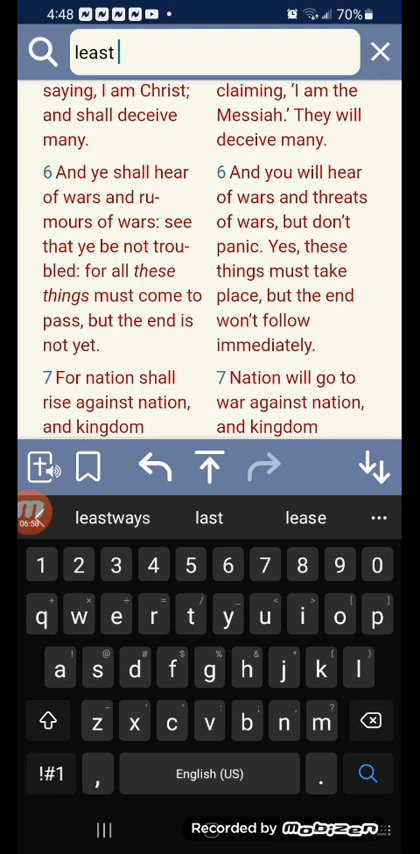 4:48 N N N N 70%
least
saying, I am Christ;
and shall deceive
many.
6 And ye shall hear
of wars and ru-
mours of wars: see
that ye be not trou-
bled: for all these
things must come to
pass, but the end is
not yet.
7 For nation shall
rise against nation,
and kingdom
claiming, ‘I am the
Messiah.’ They will
deceive many.
6 And you will hear
of wars and threats
of wars, but don’t
panic. Yes, these
things must take
place, but the end
won’t follow
immediately.
7 Nation will go to
war against nation,
and kingdom
06:58
leastways last lease ...
1 2 3 4 5 6 7 8 9 0
q w e r t y u i o p
a s d f g h j k l
z x c v b n m
!#1 , English (US) .
Recorded by mobizen